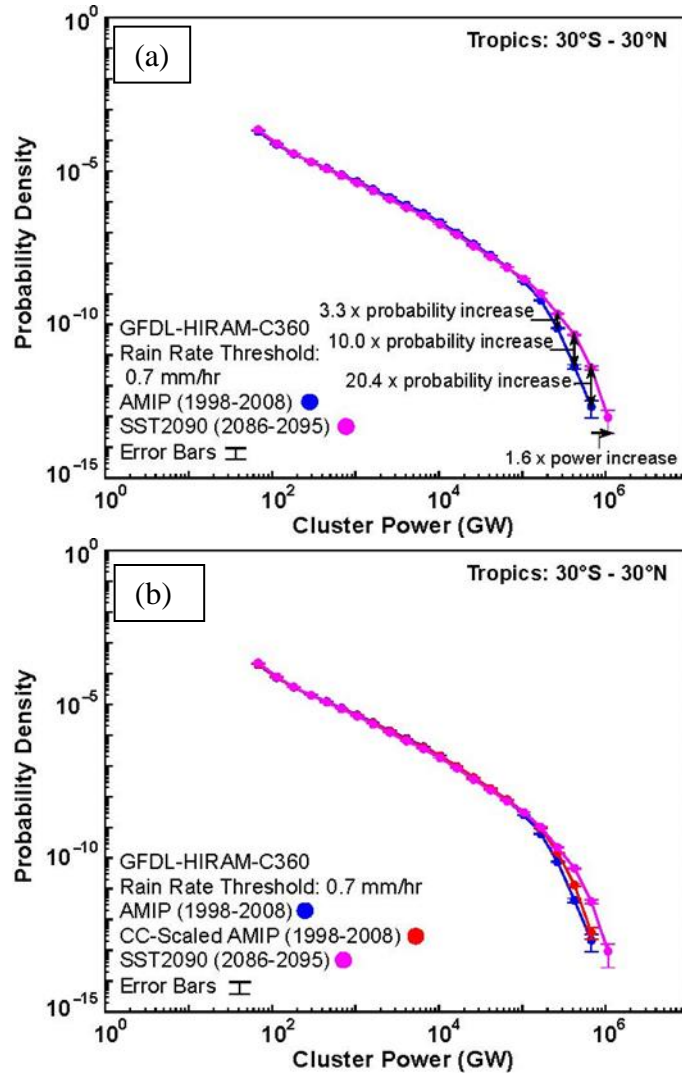 (a)
Tropics: 30°S - 30°N
10^0
10^-5
10^-10
10^-15
Probability Density
3.3 x probability increase
10.0 x probability increase
20.4 x probability increase
1.6 x power increase
GFDL-HIRAM-C360
Rain Rate Threshold:
0.7 mm/hr
AMIP (1998-2008)
SST2090 (2086-2095)
Error Bars
10^0
10^2
10^4
10^6
Cluster Power (GW)
(b)
Tropics: 30°S - 30°N
10^0
10^-5
10^-10
10^-15
Probability Density
GFDL-HIRAM-C360
Rain Rate Threshold: 0.7 mm/hr
AMIP (1998-2008)
CC-Scaled AMIP (1998-2008)
SST2090 (2086-2095)
Error Bars
10^0
10^2
10^4
10^6
Cluster Power (GW)